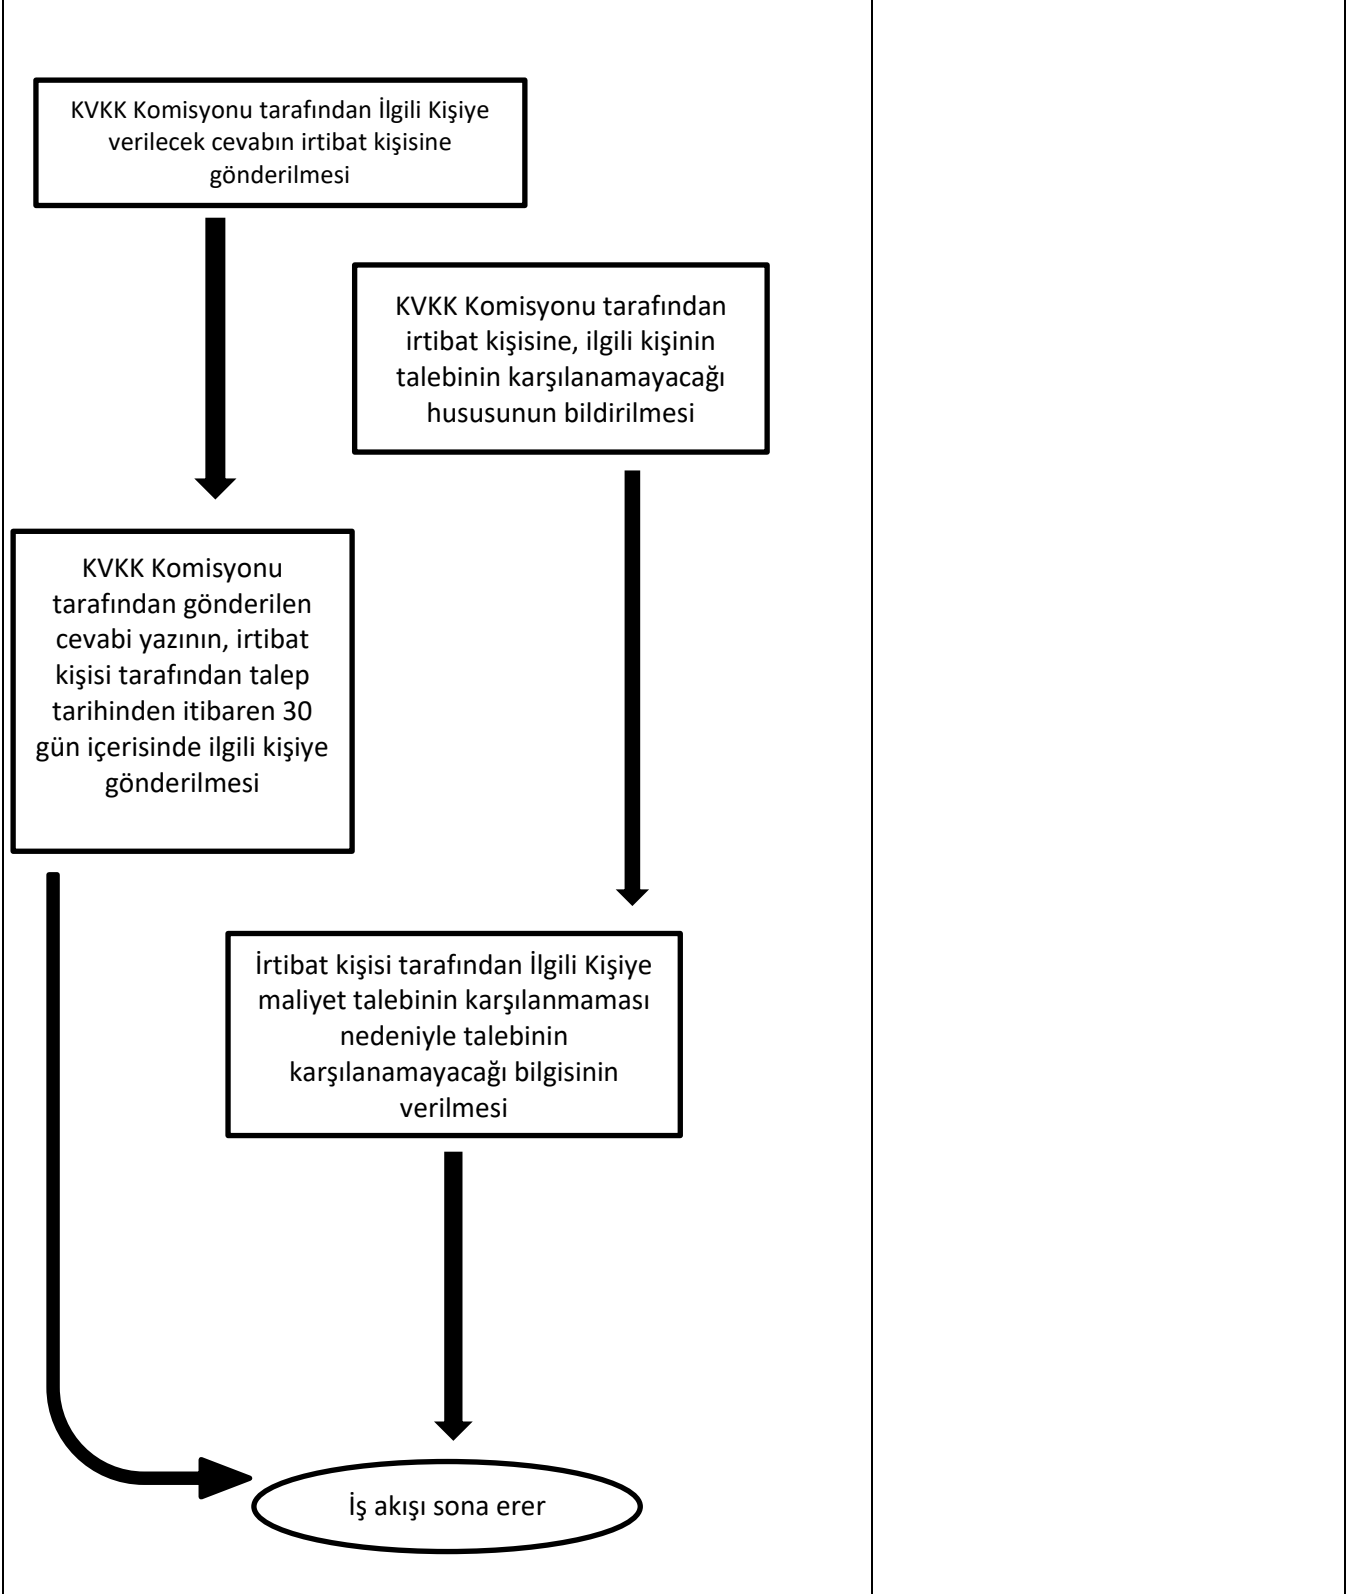 KVKK Komisyonu tarafından İlgili Kişiye
verilecek cevabın irtibat kişisine
gönderilmesi
KVKK Komisyonu tarafından
irtibat kişisine, ilgili kişinin
talebinin karşılanamayacağı
hususunun bildirilmesi
KVKK Komisyonu
tarafından gönderilen
cevabi yazının, irtibat
kişisi tarafından talep
tarihinden itibaren 30
gün içerisinde ilgili kişiye
gönderilmesi
İrtibat kişisi tarafından İlgili Kişiye
maliyet talebinin karşılanmaması
nedeniyle talebinin
karşılanamayacağı bilgisinin
verilmesi
İş akışı sona erer